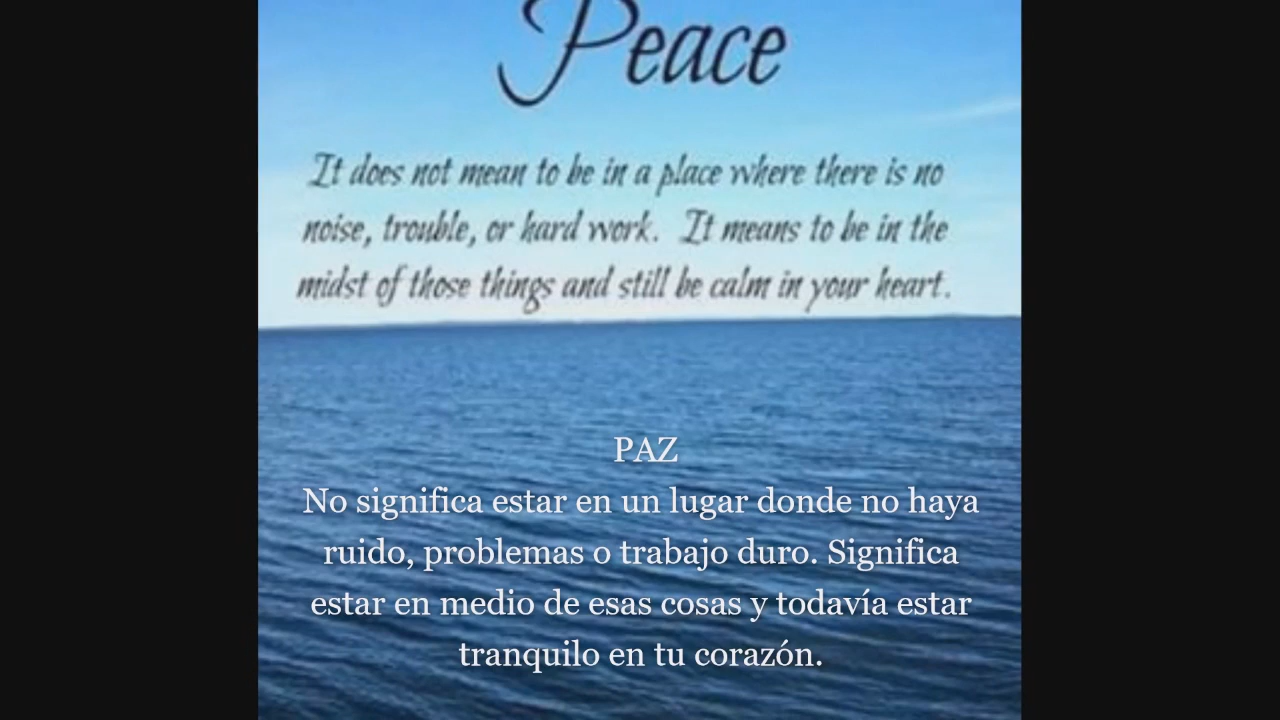 Peace
It does not mean to be in a place where there is no
noise, trouble, or hard work. It means to be in the
midst of those things and still be calm in your heart.
PAZ
No significa estar en un lugar donde no haya
ruido, problemas o trabajo duro. Significa
estar en medio de esas cosas y todavía estar
tranquilo en tu corazón.